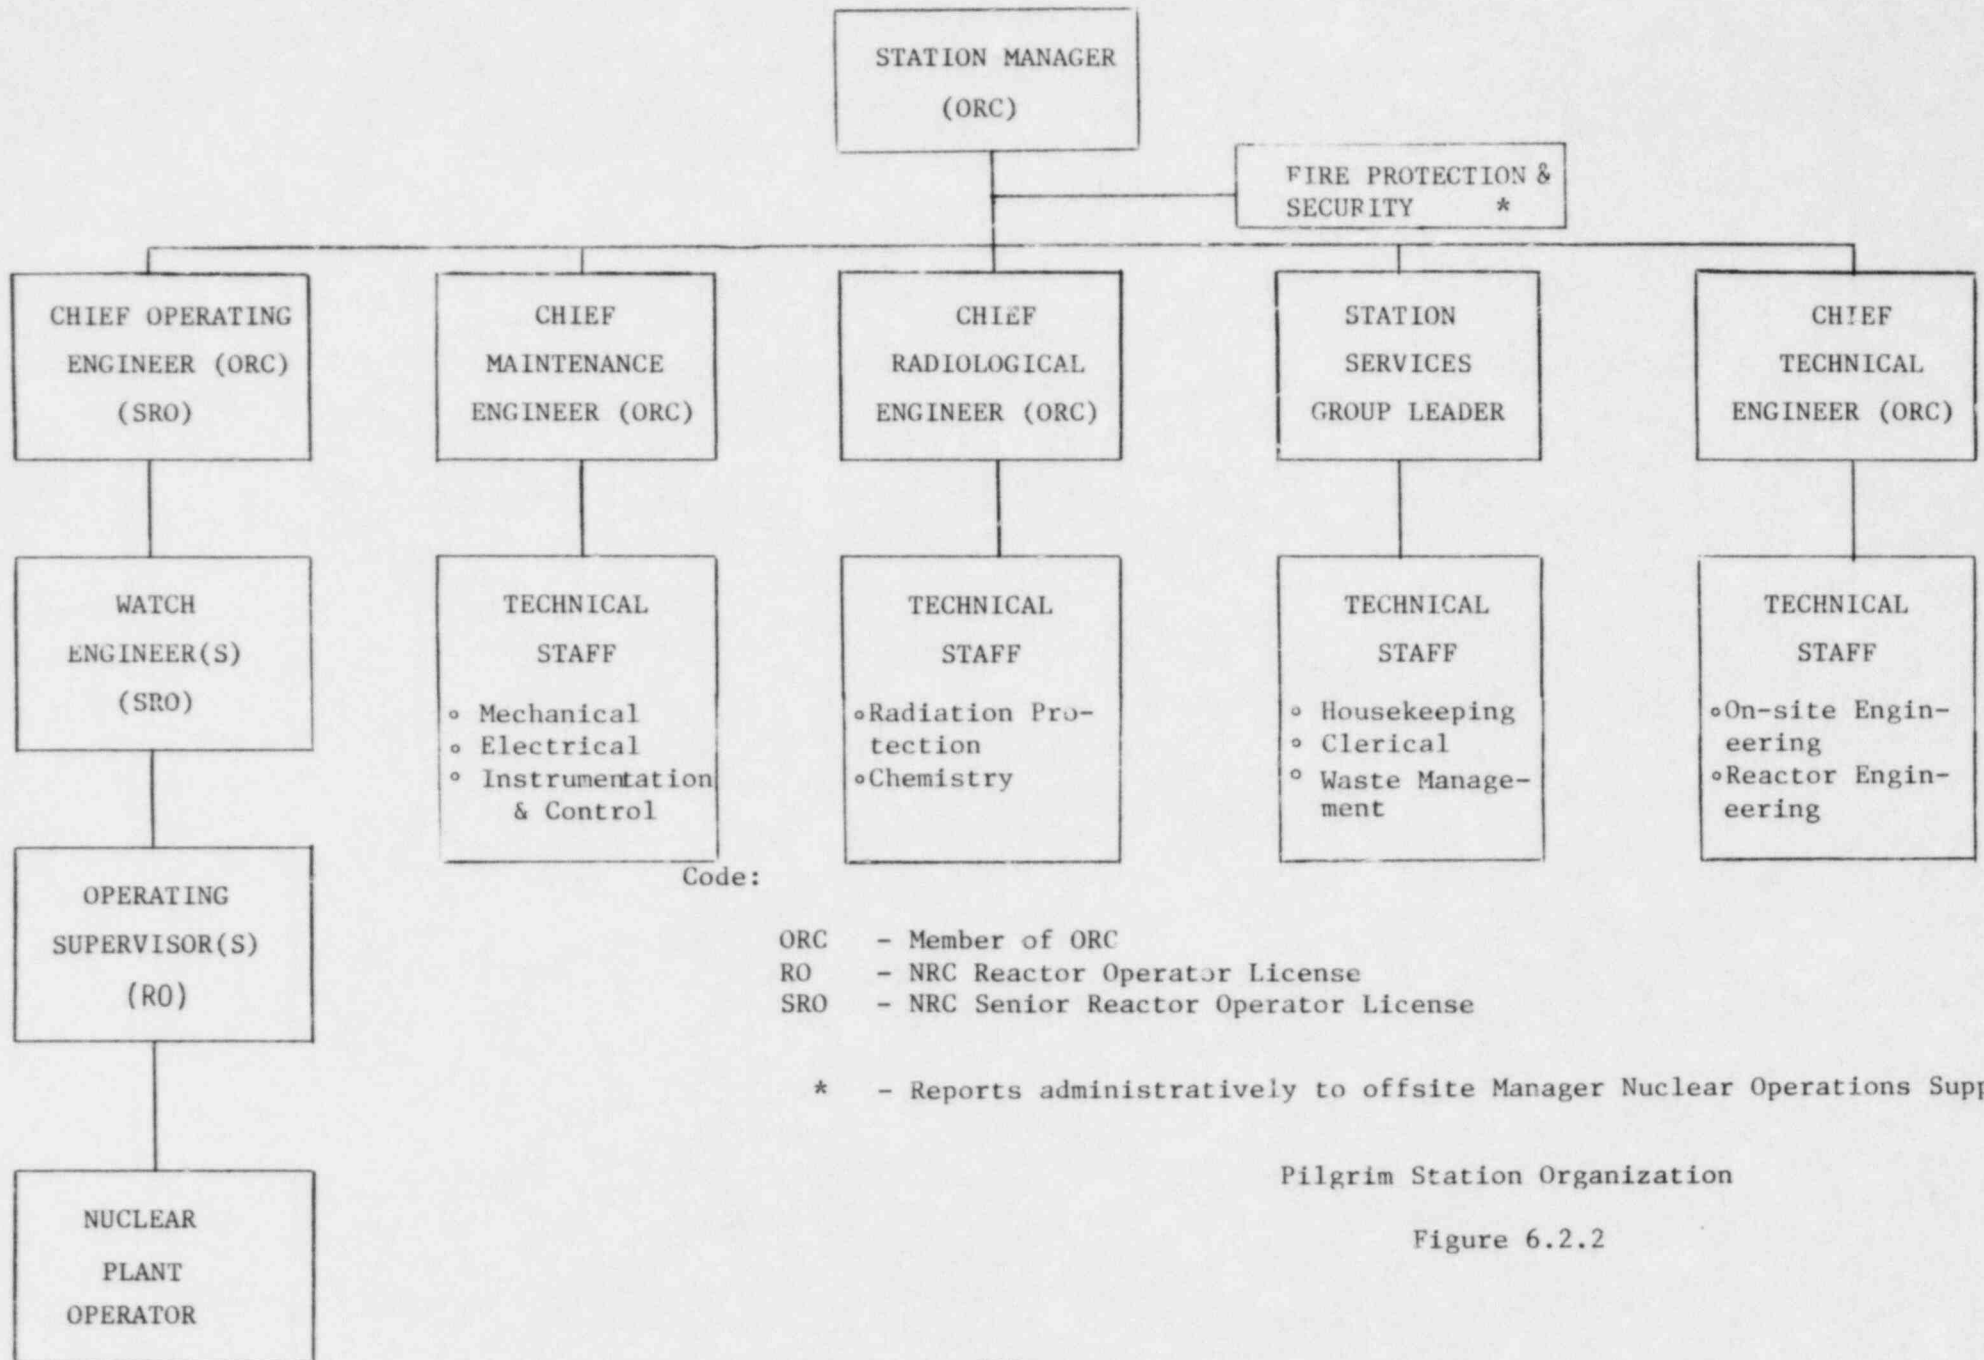 STATION MANAGER
(ORC)
FIRE PROTECTION &
SECURITY *
CHIEF OPERATING
ENGINEER (ORC)
(SRO)
CHIEF
MAINTENANCE
ENGINEER (ORC)
CHIEF
RADIOLOGICAL
ENGINEER (ORC)
STATION
SERVICES
GROUP LEADER
CHIEF
TECHNICAL
ENGINEER (ORC)
WATCH
ENGINEER(S)
(SRO)
TECHNICAL
STAFF
∘ Mechanical
∘ Electrical
∘ Instrumentation
& Control
TECHNICAL
STAFF
∘Radiation Pro-
tection
∘Chemistry
TECHNICAL
STAFF
∘ Housekeeping
∘ Clerical
∘ Waste Manage-
ment
TECHNICAL
STAFF
∘On-site Engin-
eering
∘Reactor Engin-
eering
OPERATING
SUPERVISOR(S)
(RO)
NUCLEAR
PLANT
OPERATOR
Code:
ORC - Member of ORC
RO - NRC Reactor Operator License
SRO - NRC Senior Reactor Operator License
* - Reports administratively to offsite Manager Nuclear Operations Supp
Pilgrim Station Organization
Figure 6.2.2